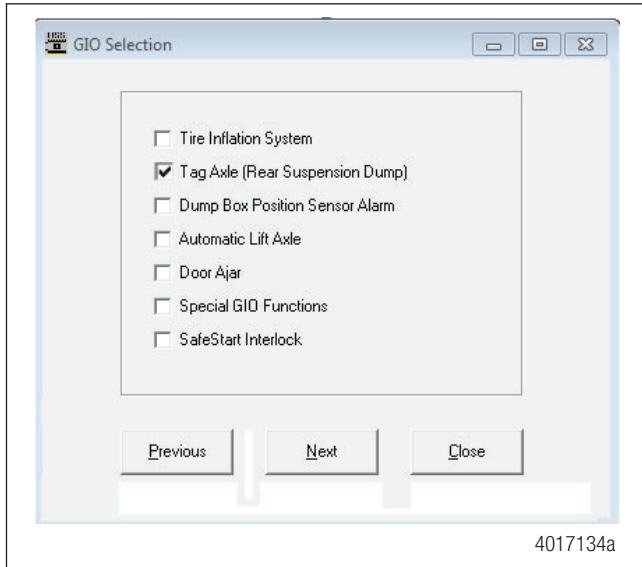 GIO Selection
Tire Inflation System
Tag Axle (Rear Suspension Dump)
Dump Box Position Sensor Alarm
Automatic Lift Axle
Door Ajar
Special GIO Functions
SafeStart Interlock
Previous Next Close
4017134a